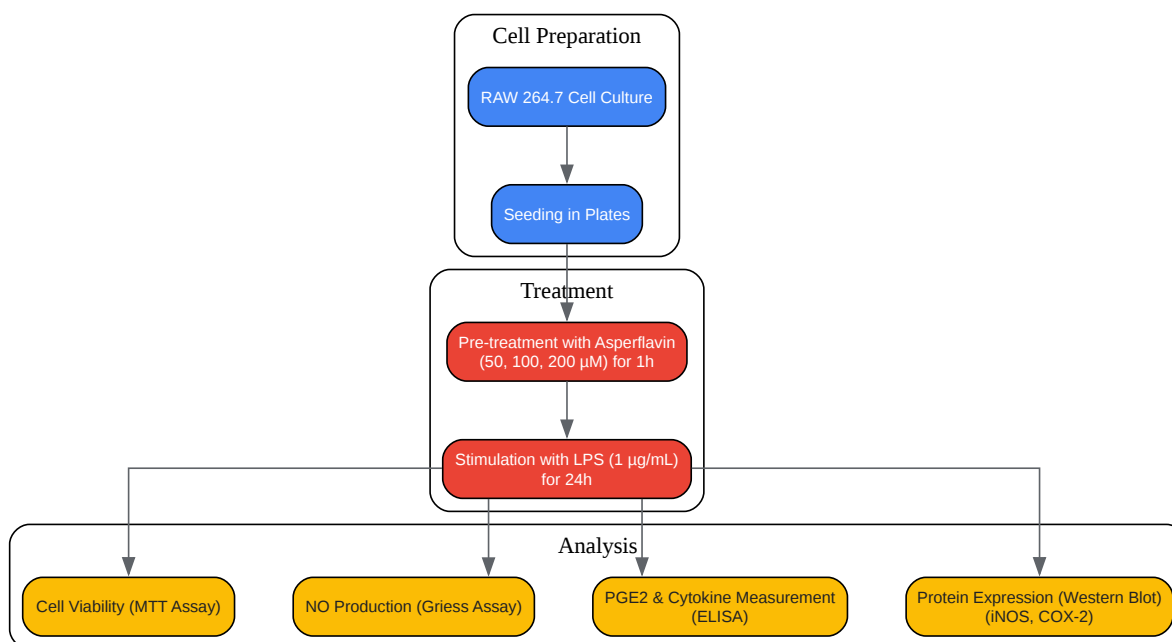 Cell Preparation
RAW 264.7 Cell Culture
Seeding in Plates
Treatment
Pre-treatment with Asperflavin
(50, 100, 200 µM) for 1h
Stimulation with LPS (1 µg/mL)
for 24h
Analysis
Cell Viability (MTT Assay)
NO Production (Griess Assay)
PGE2 & Cytokine Measurement
(ELISA)
Protein Expression (Western Blot)
(iNOS, COX-2)